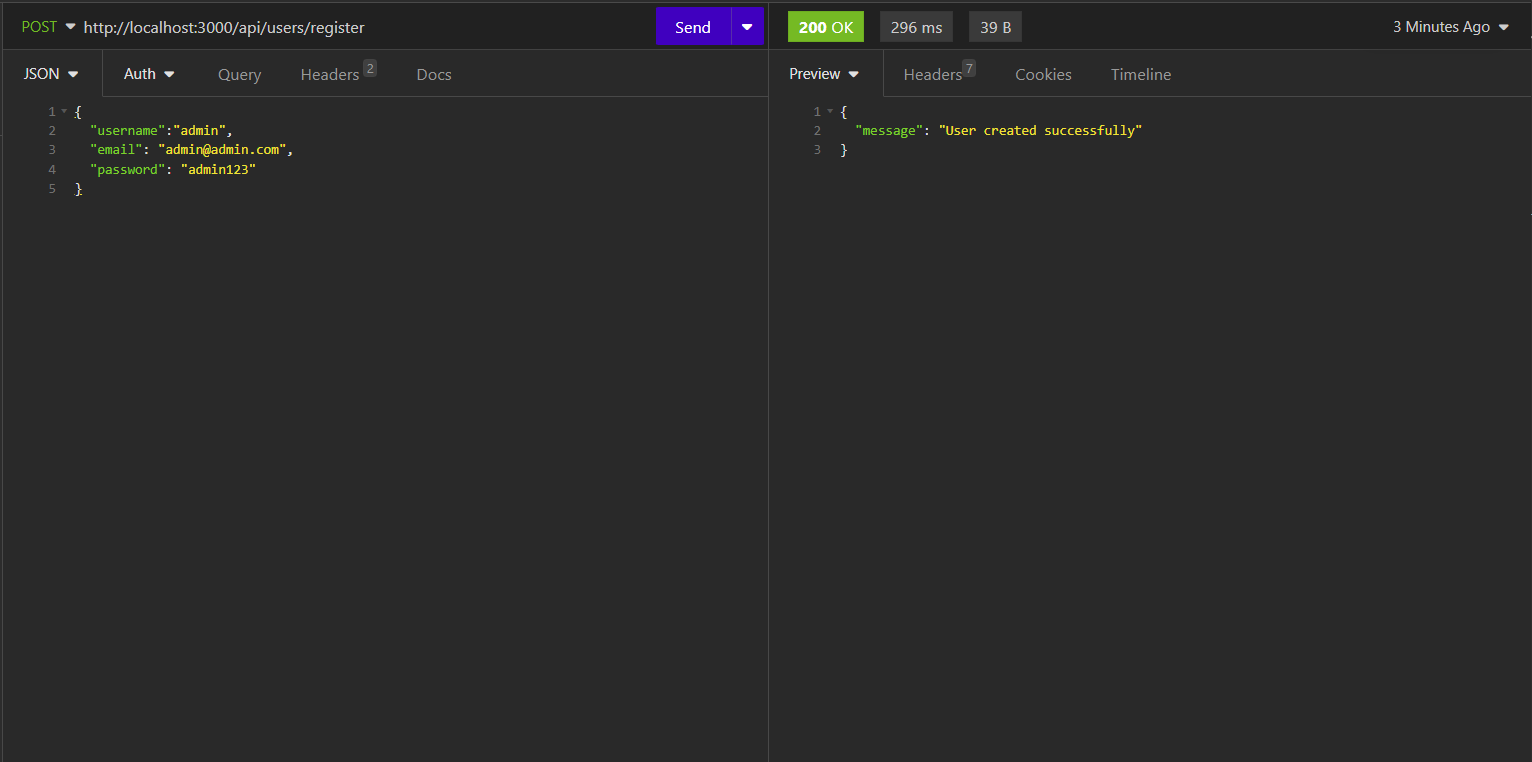 POST http://localhost:3000/api/users/register Send
200 OK 296 ms 39 B 3 Minutes Ago
JSON Auth Query Headers 2 Docs
Preview Headers 7 Cookies Timeline
1 {
2 "username":"admin",
3 "email": "admin@admin.com",
4 "password": "admin123"
5 }
1 {
2 "message": "User created successfully"
3 }